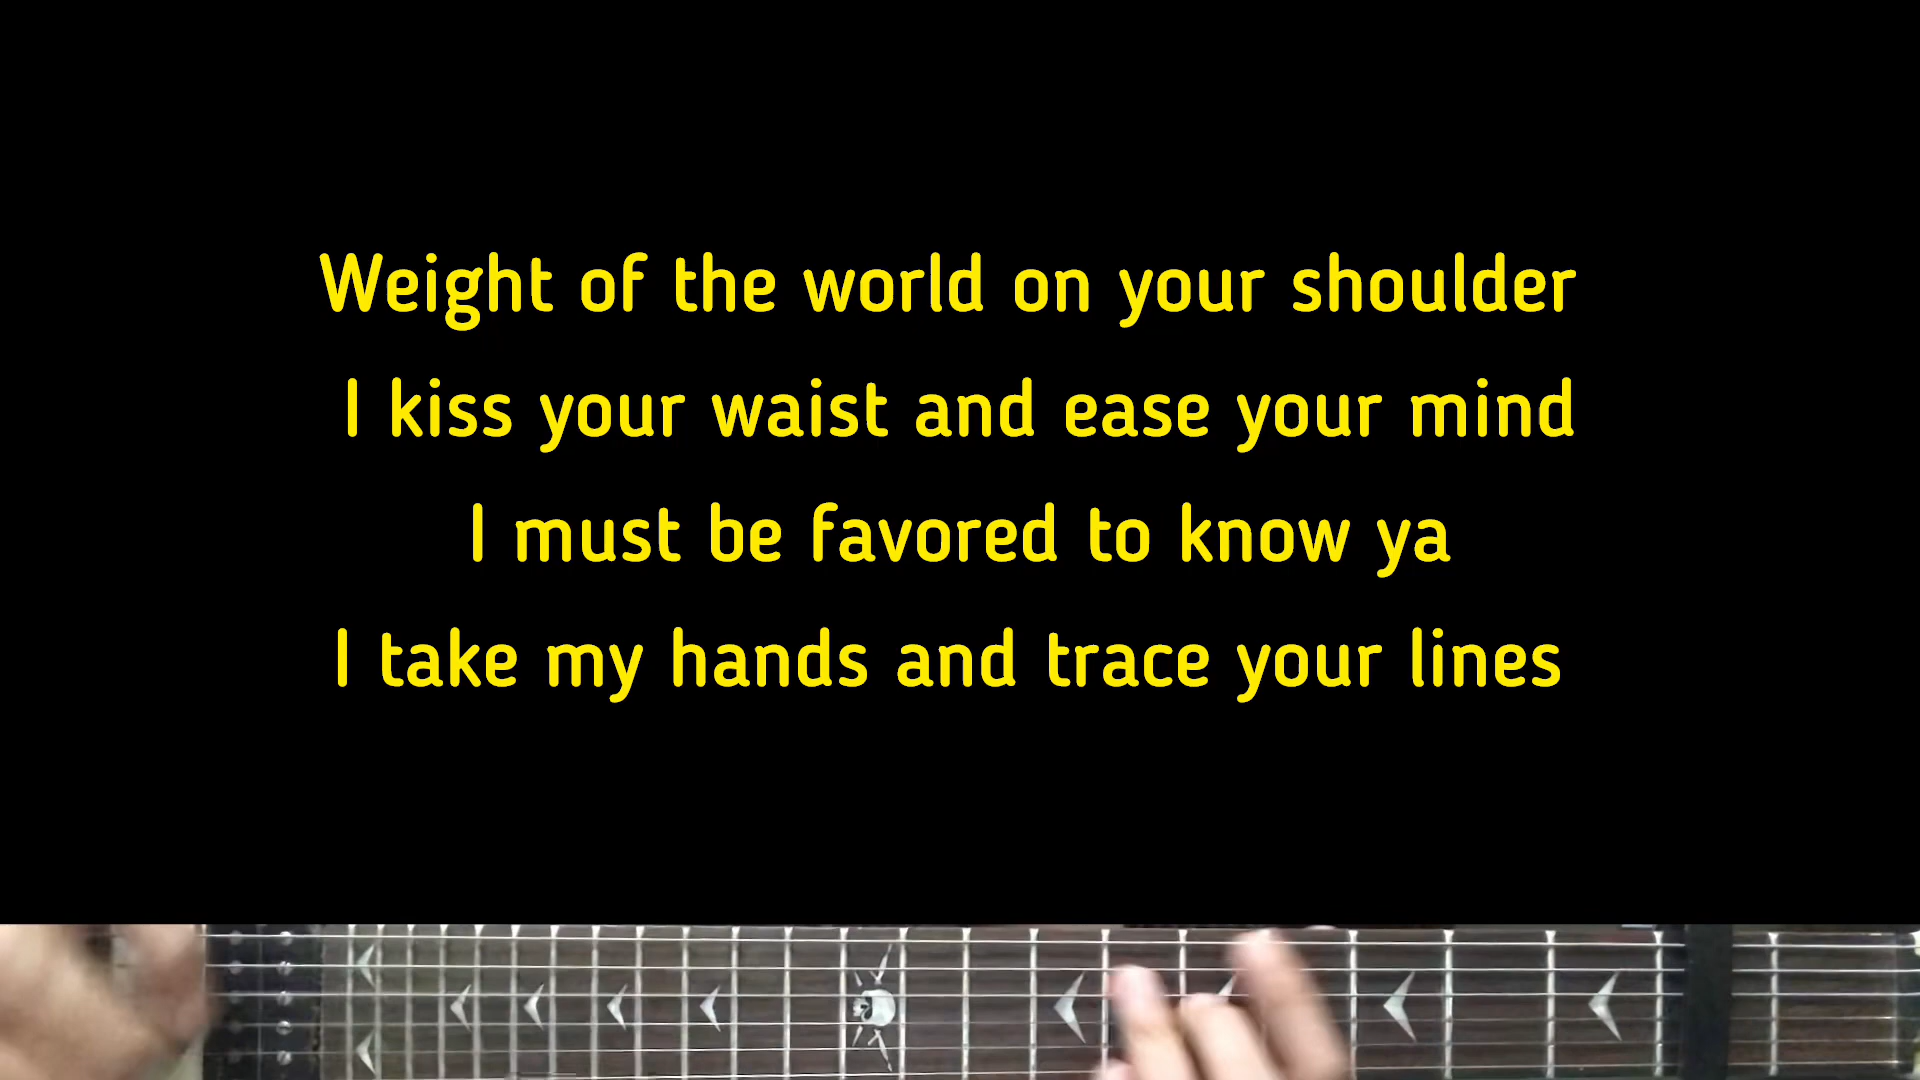 Weight of the world on your shoulder
I kiss your waist and ease your mind
I must be favored to know ya
I take my hands and trace your lines